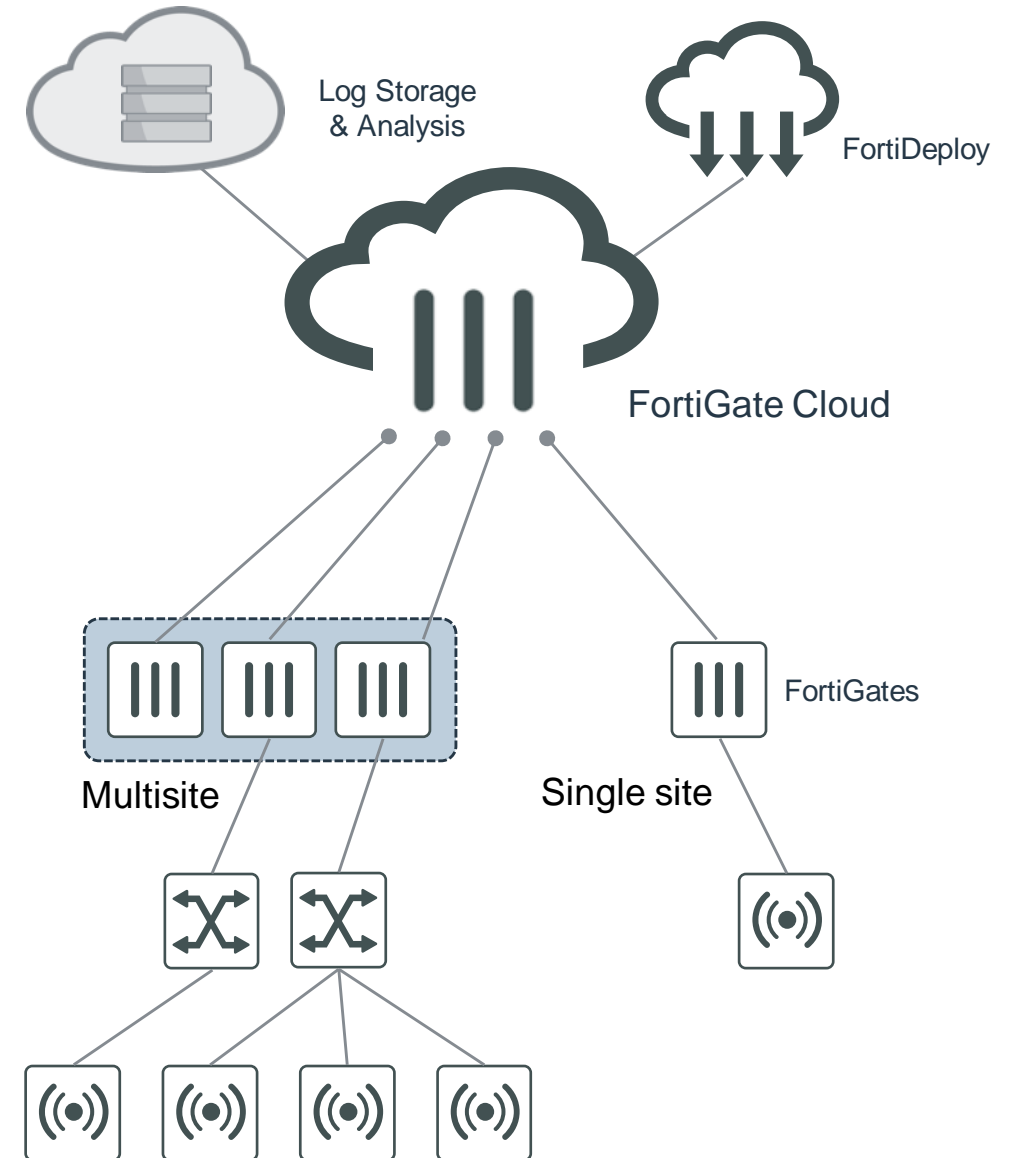 Log Storage
& Analysis
FortiDeploy
FortiGate Cloud
FortiGates
Multisite
Single site